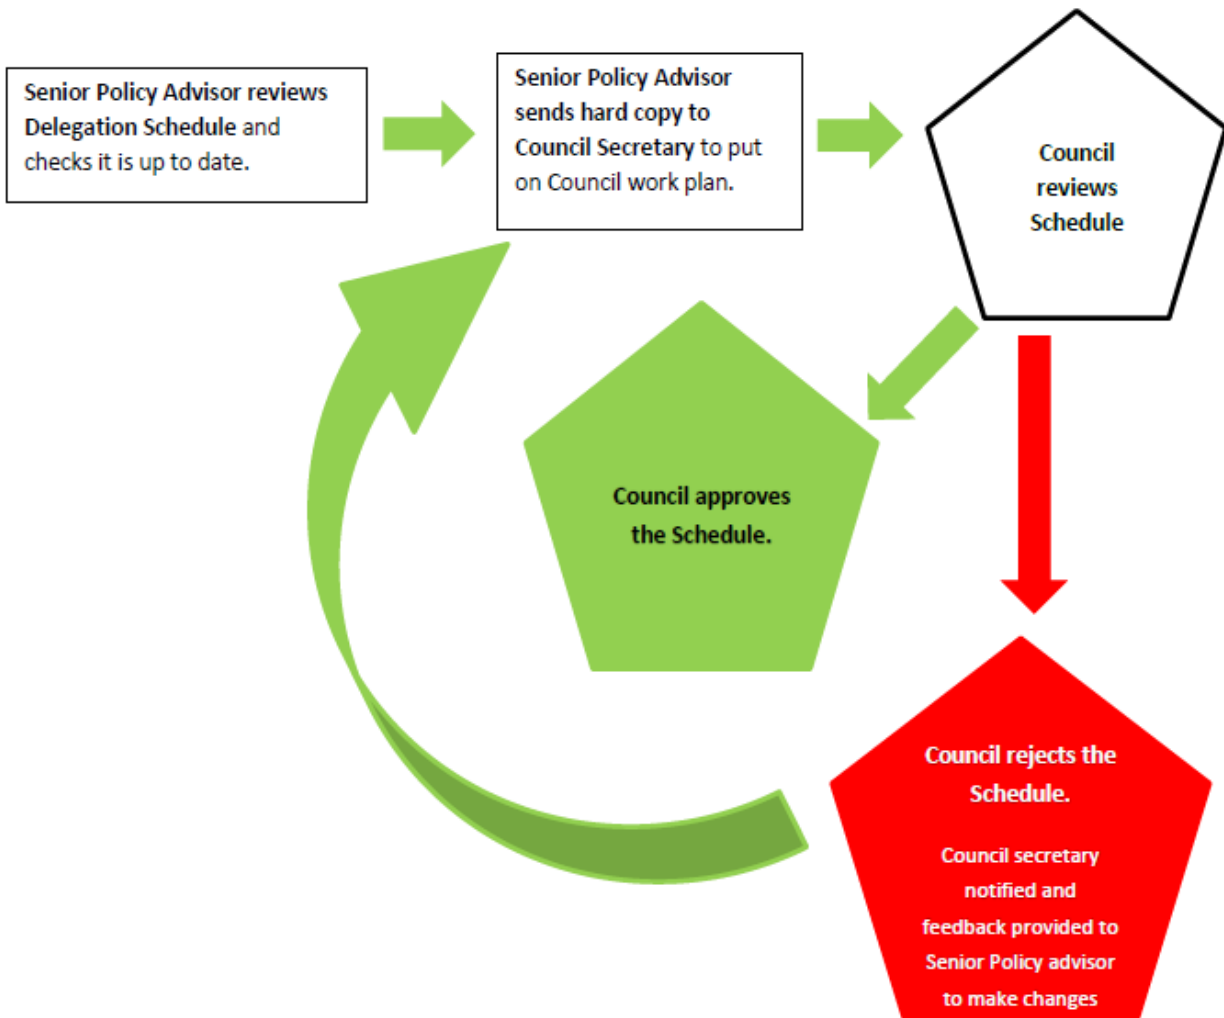 Senior Policy Advisor reviews
Delegation Schedule and
checks it is up to date.
Senior Policy Advisor
sends hard copy to
Council Secretary to put
on Council work plan.
Council
reviews
Schedule
Council approves
the Schedule.
Council rejects the
Schedule.
Council secretary
notified and
feedback provided to
Senior Policy advisor
to make changes